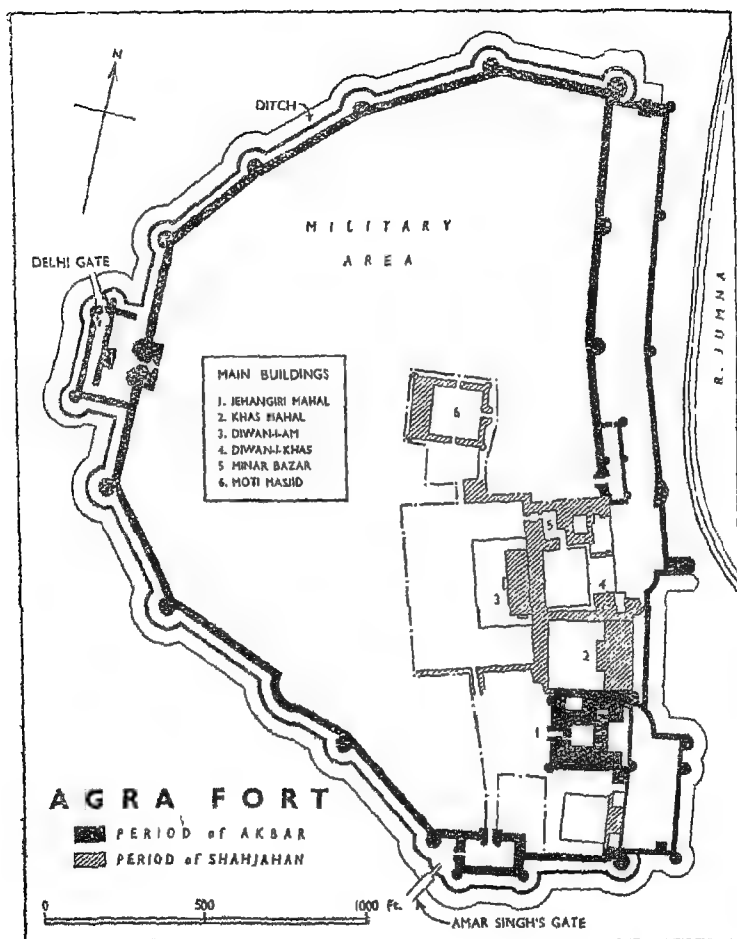 N
DITCH
MILITARY
AREA
DELHI GATE
R. JUMNA
MAIN BUILDINGS
1. JEHANGIRI MAHAL
2. KHAS MAHAL
3. DIWAN-I-AM
4. DIWAN-I-KHAS
5 MINAR BAZAR
6. MOTI MASJID
6
5
3
4
2
1
AGRA FORT
PERIOD of AKBAR
PERIOD of SHAHJAHAN
0 500 1000 Ft.
AMAR SINGH'S GATE